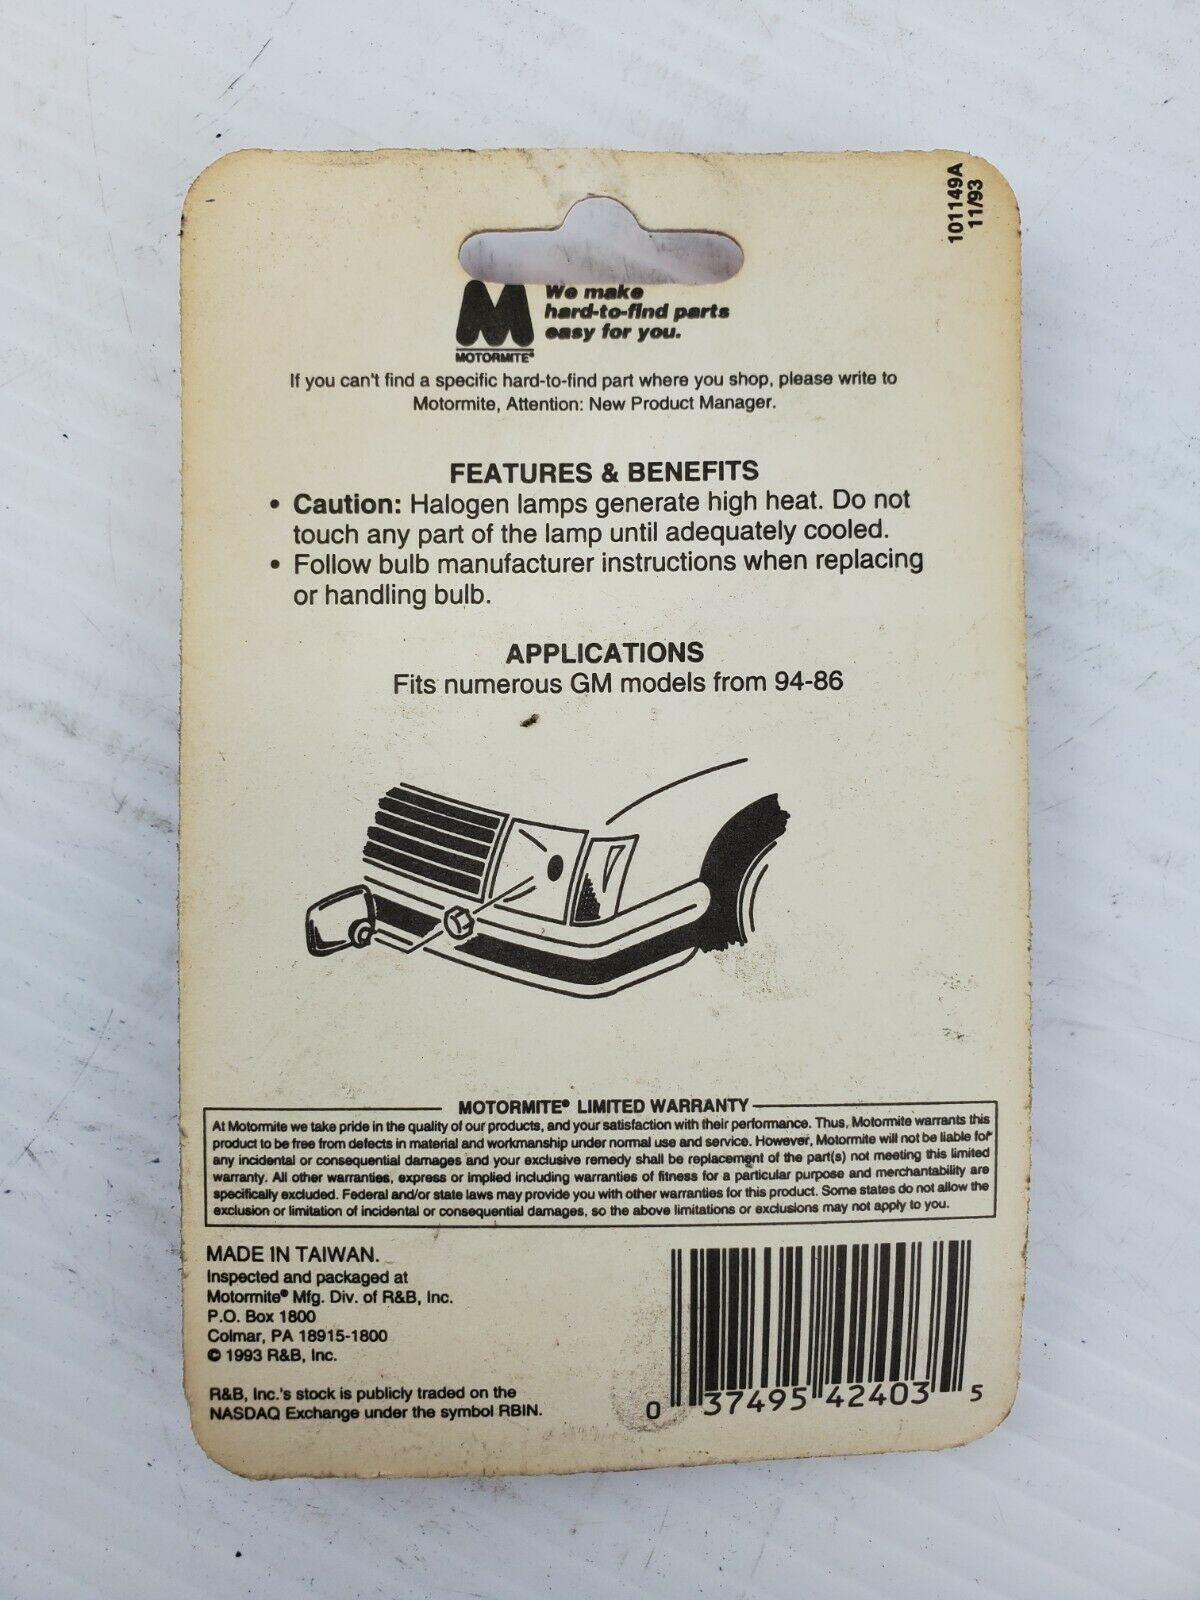 101149A
11/93
We make
hard-to-find parts
easy for you.
MOTORMITE®
If you can't find a specific hard-to-find part where you shop, please write to
Motormite, Attention: New Product Manager.
FEATURES & BENEFITS
• Caution: Halogen lamps generate high heat. Do not
touch any part of the lamp until adequately cooled.
• Follow bulb manufacturer instructions when replacing
or handling bulb.
APPLICATIONS
Fits numerous GM models from 94-86
MOTORMITE® LIMITED WARRANTY
At Motormite we take pride in the quality of our products, and your satisfaction with their performance. Thus, Motormite warrants this
product to be free from defects in material and workmanship under normal use and service. However, Motormite will not be liable for
any incidental or consequential damages and your exclusive remedy shall be replacement of the part(s) not meeting this limited
warranty. All other warranties, express or implied including warranties of fitness for a particular purpose and merchantability are
specifically excluded. Federal and/or state laws may provide you with other warranties for this product. Some states do not allow the
exclusion or limitation of incidental or consequential damages, so the above limitations or exclusions may not apply to you.
MADE IN TAIWAN.
Inspected and packaged at
Motormite® Mfg. Div. of R&B, Inc.
P.O. Box 1800
Colmar, PA 18915-1800
© 1993 R&B, Inc.
R&B, Inc.'s stock is publicly traded on the
NASDAQ Exchange under the symbol RBIN.
0 37495 42403 5